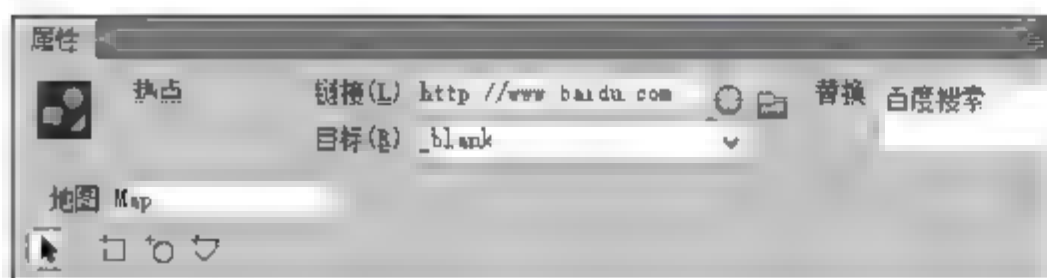 属性
热点 链接(L) http //www baidu com 替换 百度搜索
目标(R) _blank
地图 Map